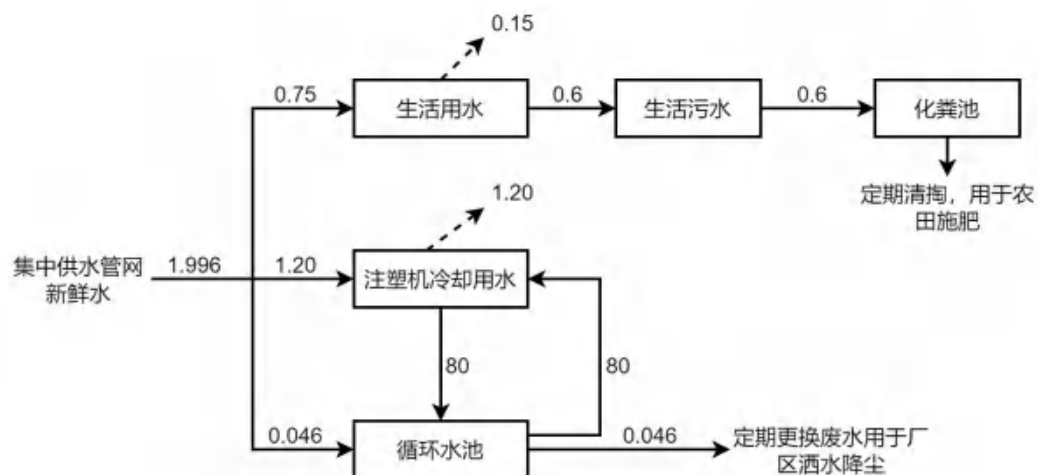 0.15
0.75
生活用水
0.6
生活污水
0.6
化粪池
定期清掏，用于农
田施肥
1.20
集中供水管网
新鲜水
1.996
1.20
注塑机冷却用水
80
80
0.046
循环水池
0.046
定期更换废水用于厂
区洒水降尘